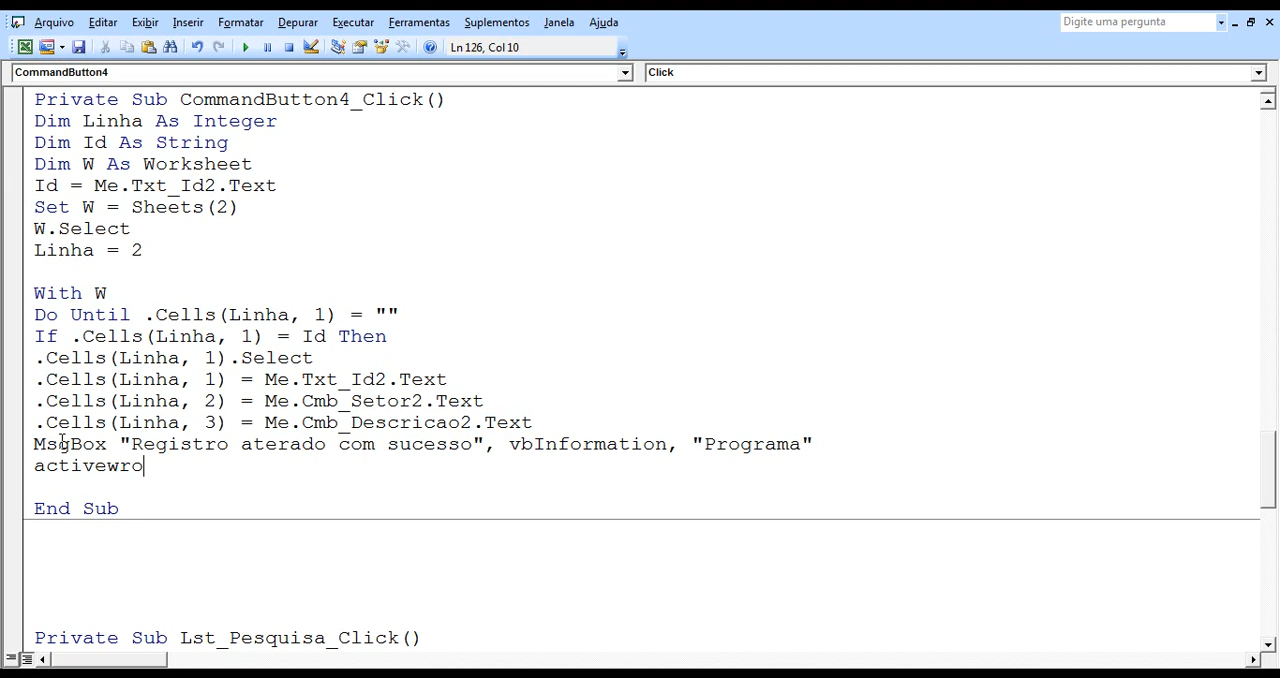 Arquivo Editar Exibir Inserir Formatar Depurar Executar Ferramentas Suplementos Janela Ajuda Digite uma pergunta
Ln 126, Col 10
CommandButton4 Click
Private Sub CommandButton4_Click()
Dim Linha As Integer
Dim Id As String
Dim W As Worksheet
Id = Me.Txt_Id2.Text
Set W = Sheets(2)
W.Select
Linha = 2
With W
Do Until .Cells(Linha, 1) = ""
If .Cells(Linha, 1) = Id Then
.Cells(Linha, 1).Select
.Cells(Linha, 1) = Me.Txt_Id2.Text
.Cells(Linha, 2) = Me.Cmb_Setor2.Text
.Cells(Linha, 3) = Me.Cmb_Descricao2.Text
MsgBox "Registro aterado com sucesso", vbInformation, "Programa"
activewro
End Sub
Private Sub Lst_Pesquisa_Click()